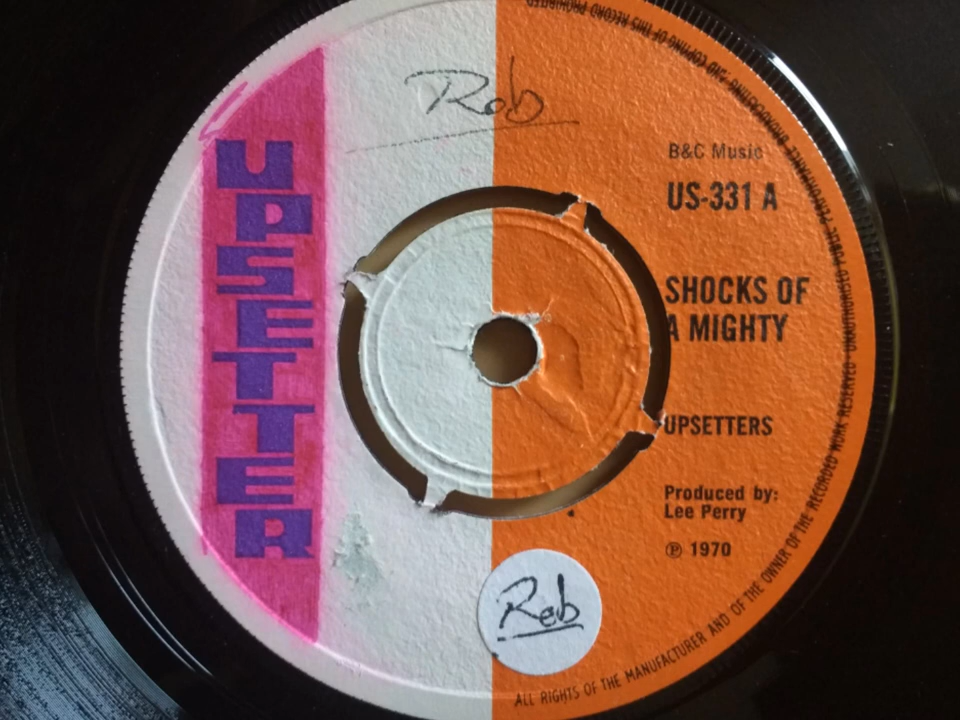 UPSETTER
Rob
B&C Music
US-331 A
SHOCKS OF
A MIGHTY
UPSETTERS
Produced by:
Lee Perry
℗ 1970
Reb
ALL RIGHTS OF THE MANUFACTURER AND OF THE OWNER OF THE RECORDED WORK RESERVED UNAUTHORISED PUBLIC PERFORMANCE BROADCASTING AND COPYING OF THIS RECORD PROHIBITED